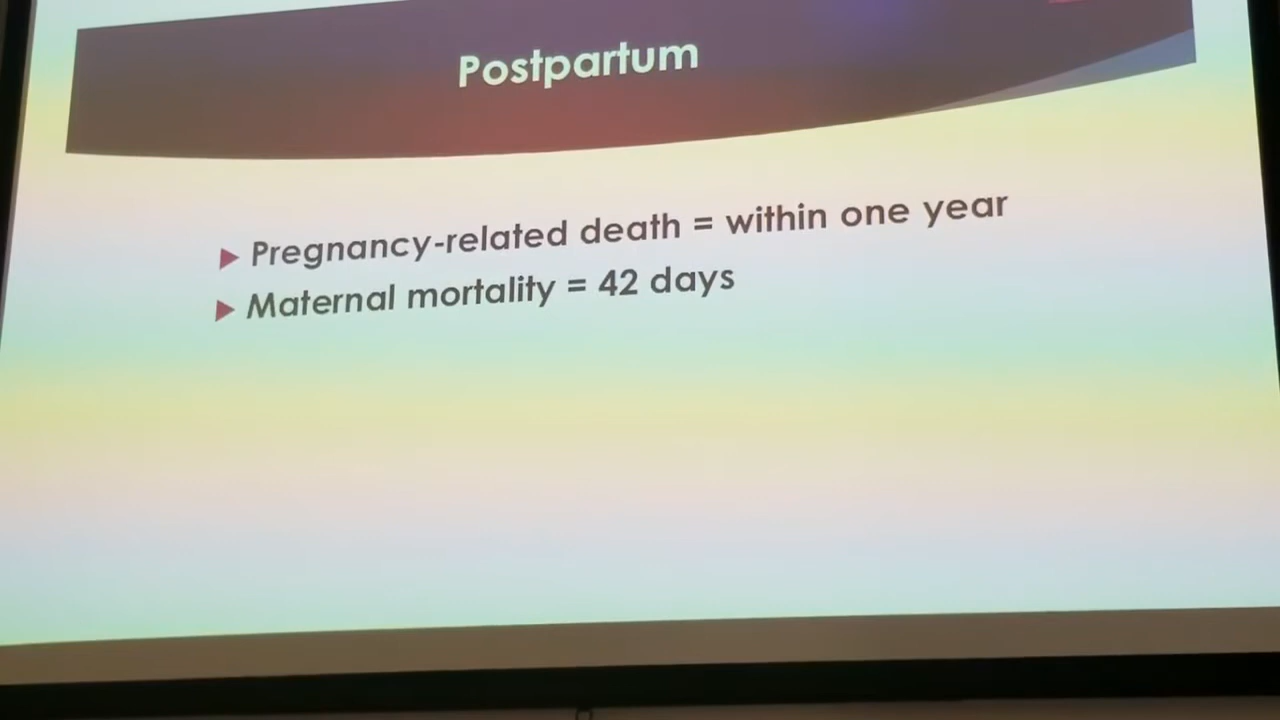 Postpartum
Pregnancy-related death = within one year
Maternal mortality = 42 days